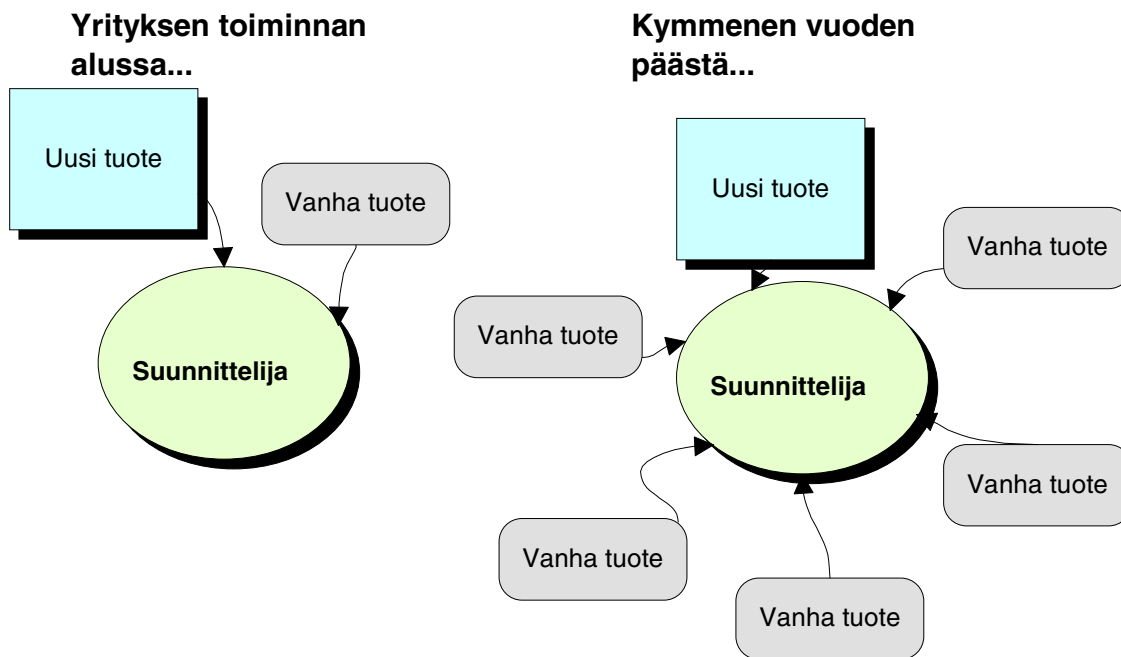 Yrityksen toiminnan
alussa...
Uusi tuote
Vanha tuote
Suunnittelija
Kymmenen vuoden
päästä...
Uusi tuote
Vanha tuote
Vanha tuote
Suunnittelija
Vanha tuote
Vanha tuote
Vanha tuote